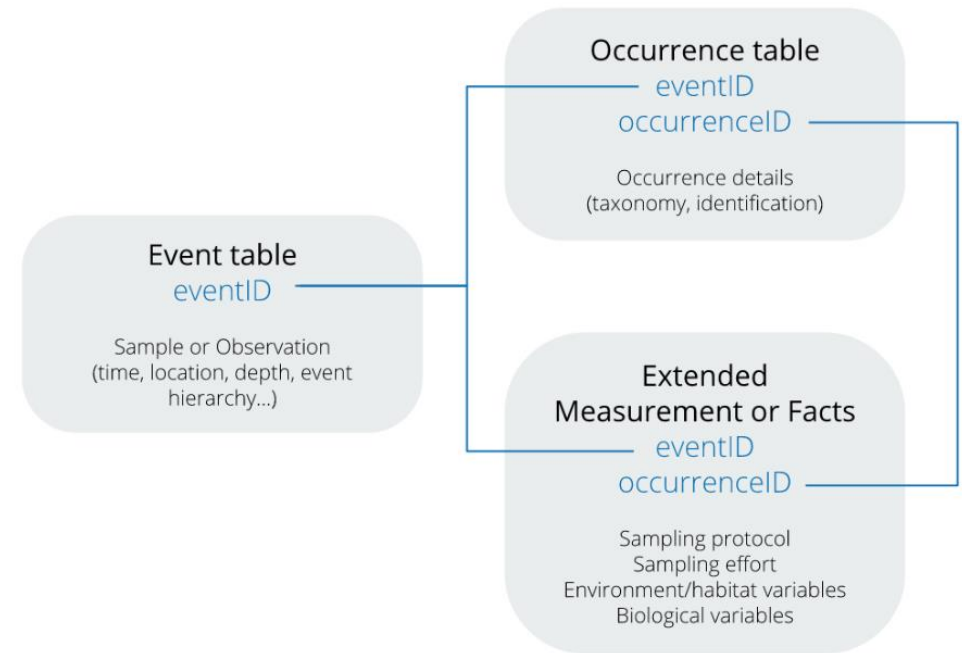 Occurrence table
eventID
occurrenceID
Occurrence details
(taxonomy, identification)
Event table
eventID
Sample or Observation
(time, location, depth, event
hierarchy...)
Extended
Measurement or Facts
eventID
occurrenceID
Sampling protocol
Sampling effort
Environment/habitat variables
Biological variables